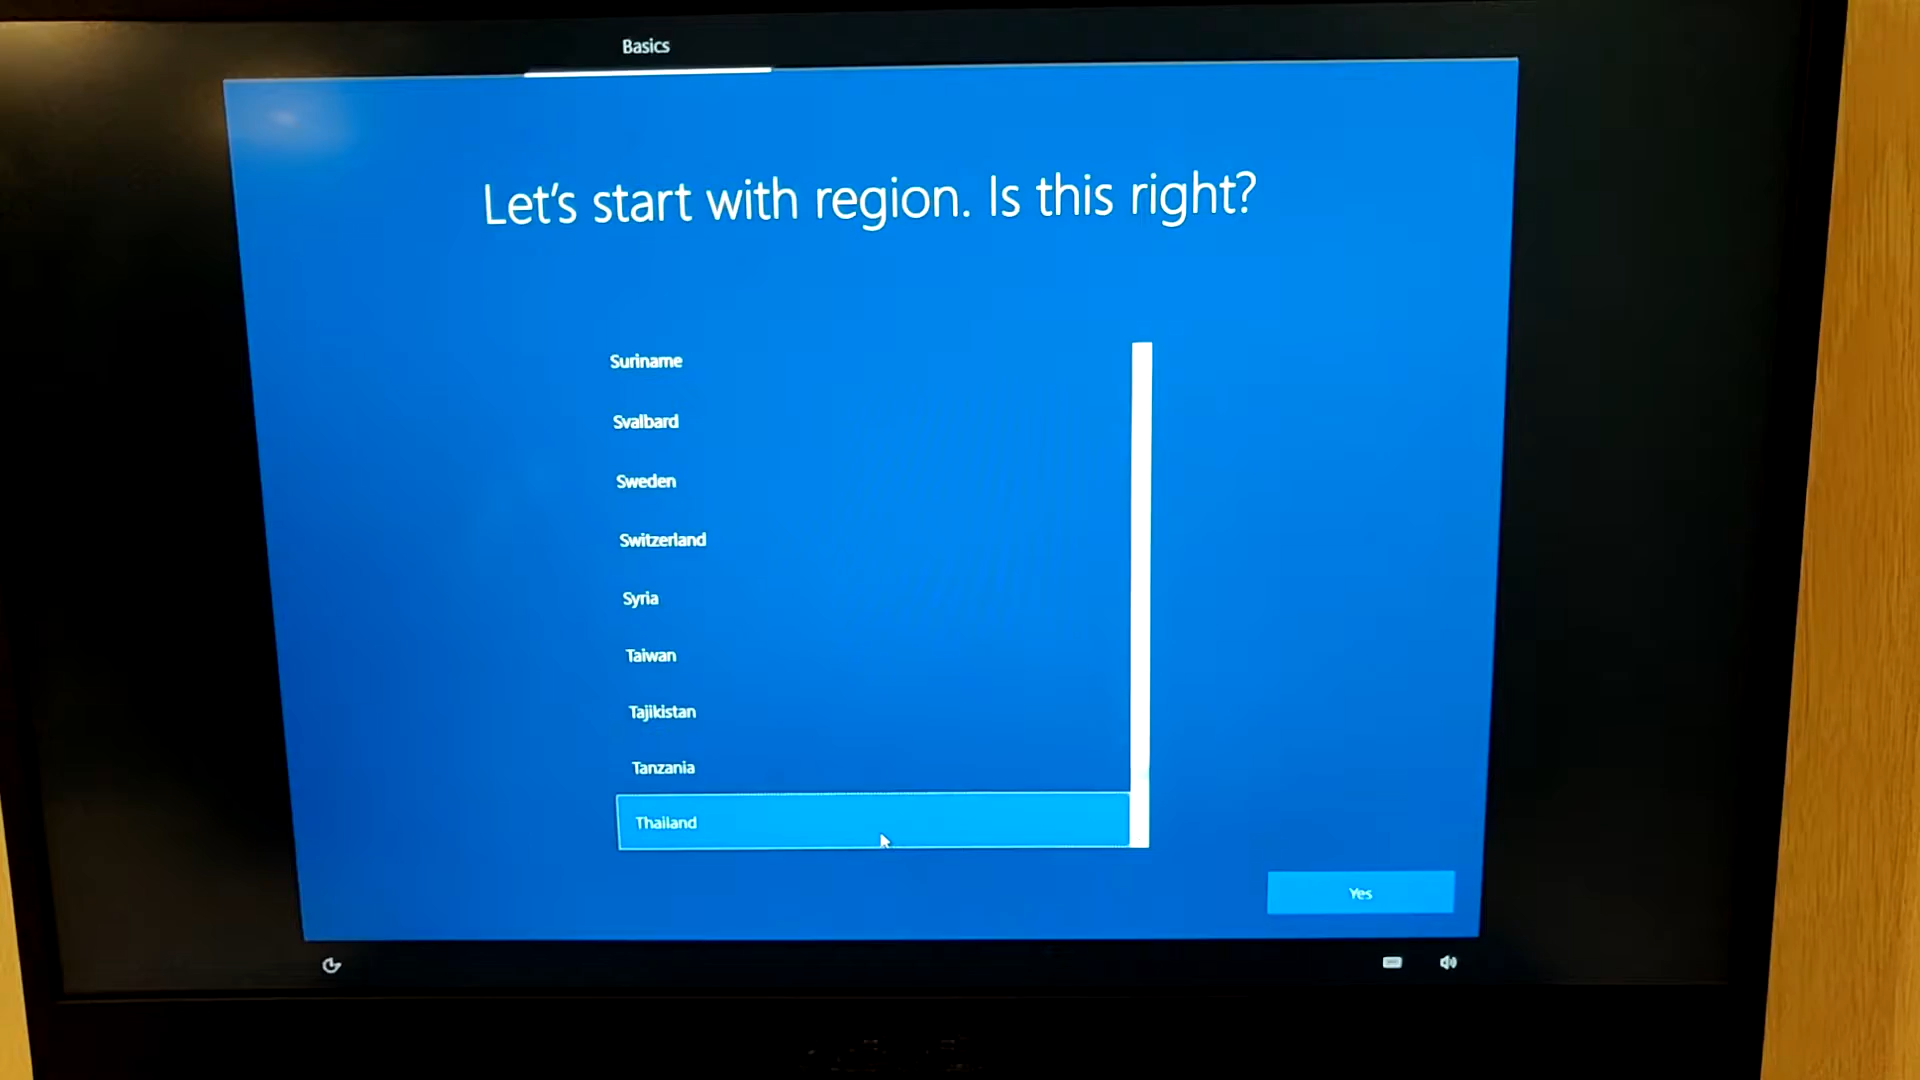 Basics
Let's start with region. Is this right?
Suriname
Svalbard
Sweden
Switzerland
Syria
Taiwan
Tajikistan
Tanzania
Thailand
Yes